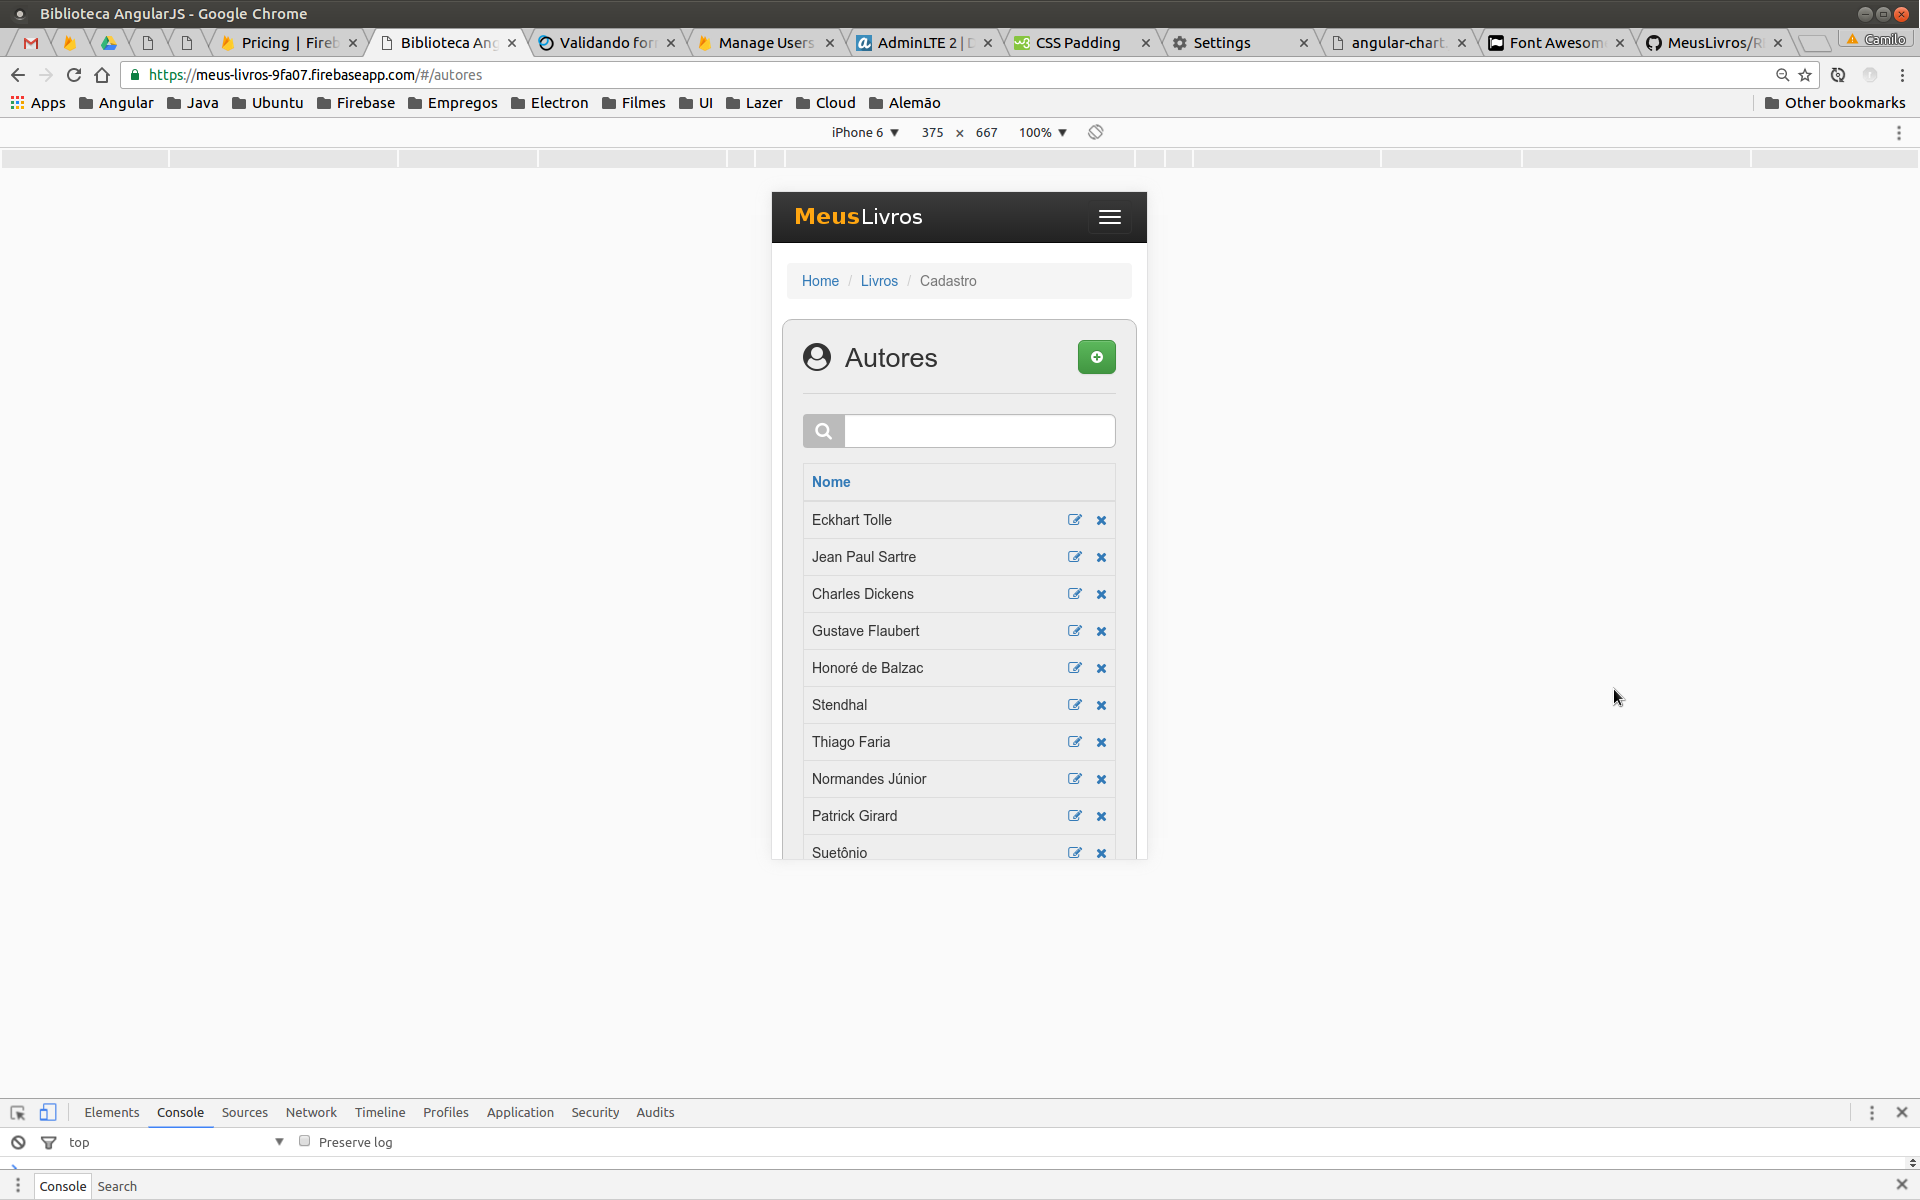 Biblioteca AngularJS - Google Chrome
Pricing | Fireb Biblioteca Ang Validando for Manage Users AdminLTE 2 | D CSS Padding Settings angular-chart. Font Awesom MeusLivros/R Camilo
https://meus-livros-9fa07.firebaseapp.com/#/autores
Apps Angular Java Ubuntu Firebase Empregos Electron Filmes UI Lazer Cloud Alemão Other bookmarks
iPhone 6 375 × 667 100%
MeusLivros
Home / Livros / Cadastro
Autores
Nome
Eckhart Tolle
Jean Paul Sartre
Charles Dickens
Gustave Flaubert
Honoré de Balzac
Stendhal
Thiago Faria
Normandes Júnior
Patrick Girard
Suetônio
Elements Console Sources Network Timeline Profiles Application Security Audits
top Preserve log
Console Search